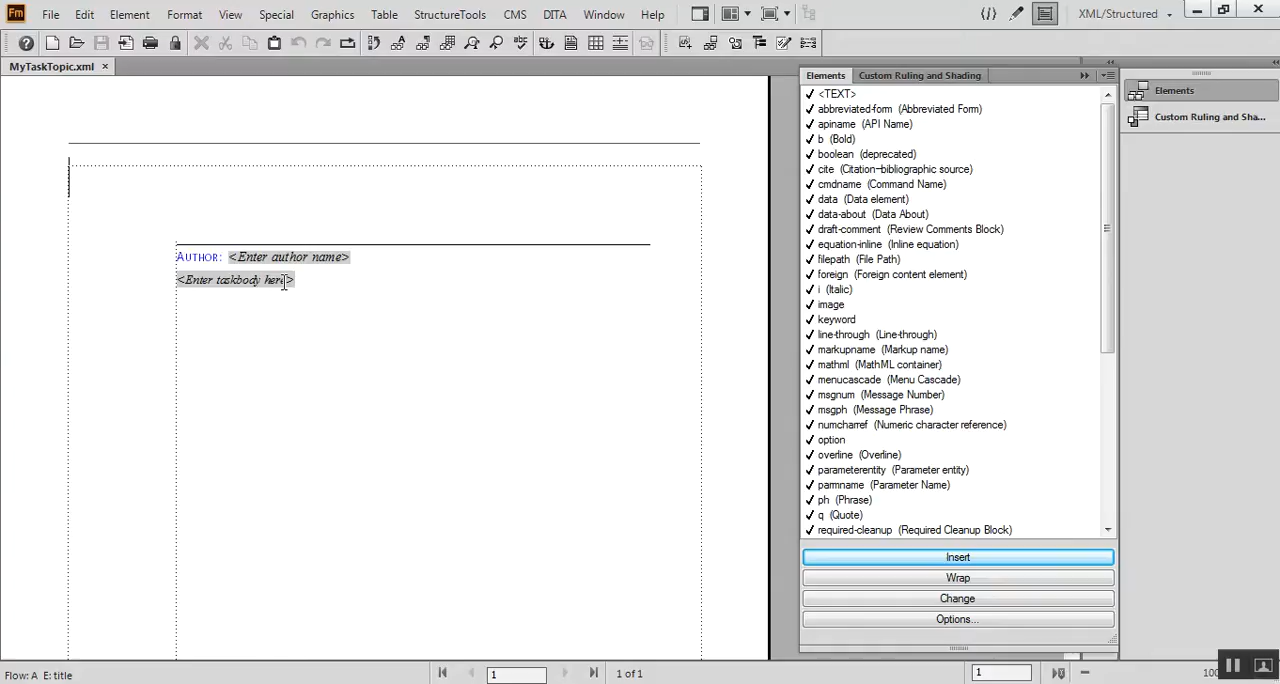 Fm File Edit Element Format View Special Graphics Table StructureTools CMS DITA Window Help XML/Structured
MyTaskTopic.xml ×
AUTHOR: <Enter author name>
<Enter taskbody here>
Elements Custom Ruling and Shading
<TEXT>
abbreviated-form (Abbreviated Form)
apiname (API Name)
b (Bold)
boolean (deprecated)
cite (Citation-bibliographic source)
cmdname (Command Name)
data (Data element)
data-about (Data About)
draft-comment (Review Comments Block)
equation-inline (Inline equation)
filepath (File Path)
foreign (Foreign content element)
i (Italic)
image
keyword
line-through (Line-through)
markupname (Markup name)
mathml (MathML container)
menucascade (Menu Cascade)
msgnum (Message Number)
msgph (Message Phrase)
numcharref (Numeric character reference)
option
overline (Overline)
parameterentity (Parameter entity)
parmname (Parameter Name)
ph (Phrase)
q (Quote)
required-cleanup (Required Cleanup Block)
Insert
Wrap
Change
Options...
Elements
Custom Ruling and Sha...
Flow: A E: title 1 1 of 1 1 100